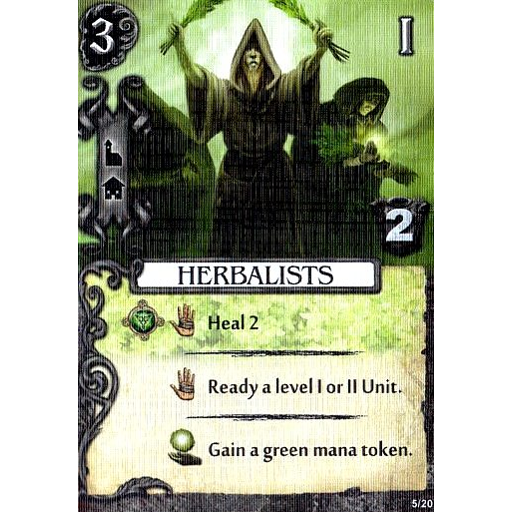 3
I
2
HERBALISTS
Heal 2
Ready a level I or II Unit.
Gain a green mana token.
5/20